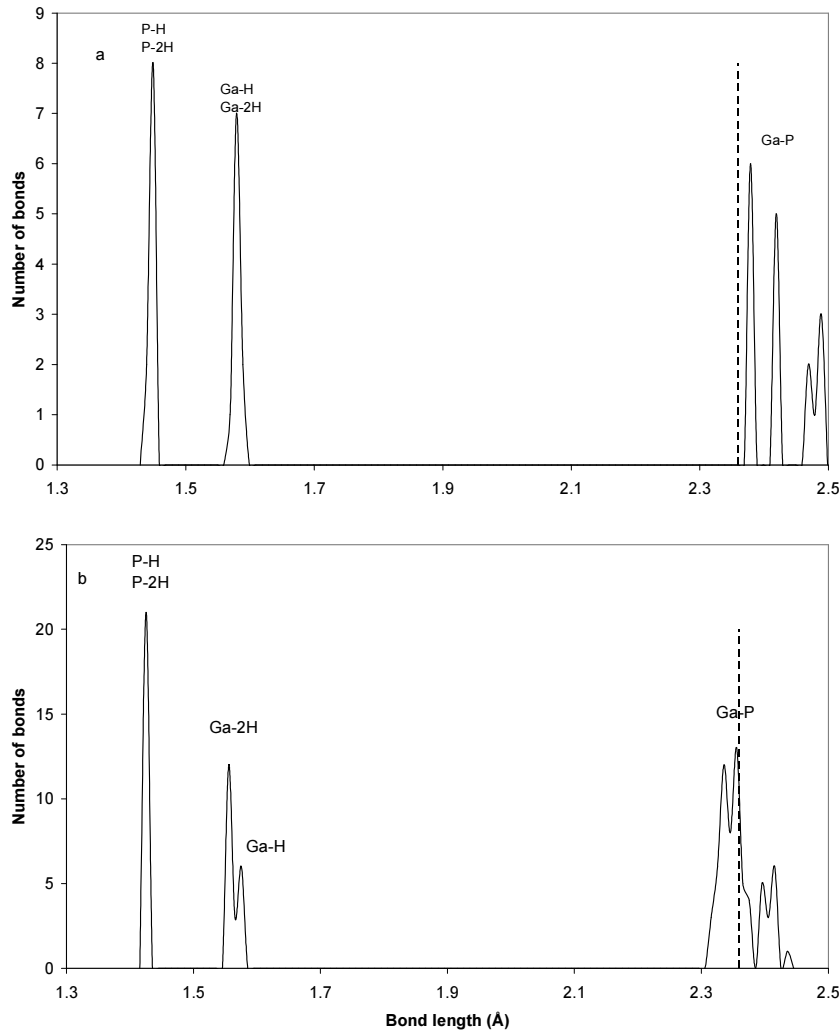 9
P-H
P-2H
a
8
Ga-H
Ga-2H
7
Ga-P
6
5
4
3
2
1
0
Number of bonds
1.3 1.5 1.7 1.9 2.1 2.3 2.5
25
P-H
P-2H
b
20
Ga-2H
Ga-P
15
Ga-H
10
5
0
Number of bonds
1.3 1.5 1.7 1.9 2.1 2.3 2.5
Bond length (Å)